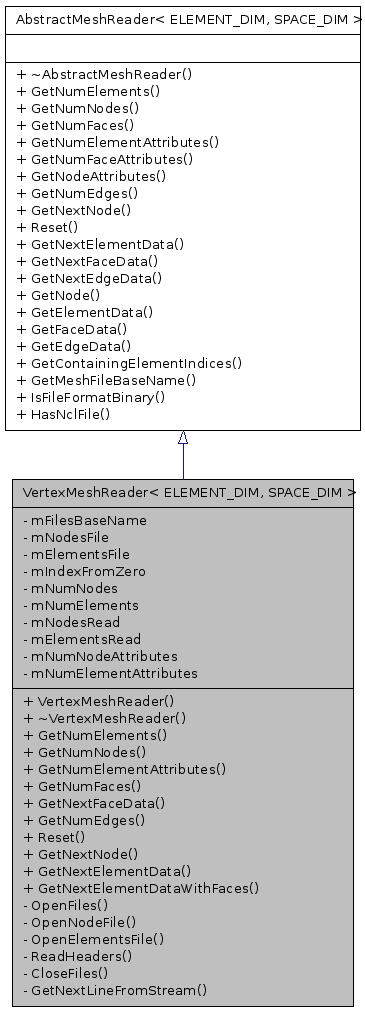 AbstractMeshReader< ELEMENT_DIM, SPACE_DIM >
+ ~AbstractMeshReader()
+ GetNumElements()
+ GetNumNodes()
+ GetNumFaces()
+ GetNumElementAttributes()
+ GetNumFaceAttributes()
+ GetNodeAttributes()
+ GetNumEdges()
+ GetNextNode()
+ Reset()
+ GetNextElementData()
+ GetNextFaceData()
+ GetNextEdgeData()
+ GetNode()
+ GetElementData()
+ GetFaceData()
+ GetEdgeData()
+ GetContainingElementIndices()
+ GetMeshFileBaseName()
+ IsFileFormatBinary()
+ HasNclFile()
VertexMeshReader< ELEMENT_DIM, SPACE_DIM >
- mFilesBaseName
- mNodesFile
- mElementsFile
- mIndexFromZero
- mNumNodes
- mNumElements
- mNodesRead
- mElementsRead
- mNumNodeAttributes
- mNumElementAttributes
+ VertexMeshReader()
+ ~VertexMeshReader()
+ GetNumElements()
+ GetNumNodes()
+ GetNumElementAttributes()
+ GetNumFaces()
+ GetNextFaceData()
+ GetNumEdges()
+ Reset()
+ GetNextNode()
+ GetNextElementData()
+ GetNextElementDataWithFaces()
- OpenFiles()
- OpenNodeFile()
- OpenElementsFile()
- ReadHeaders()
- CloseFiles()
- GetNextLineFromStream()